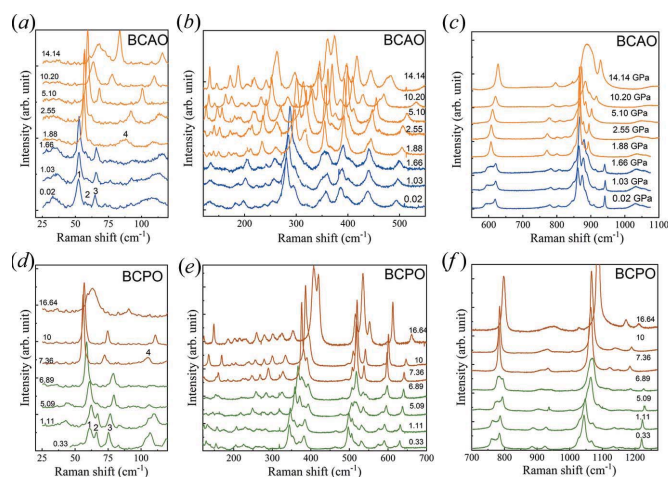 (a) BCAO
Intensity (arb. unit)
14.14
10.20
5.10
2.55
1.88
1.66
1.03
0.02
1
2
3
4
25 50 75 100
Raman shift (cm⁻¹)
(b) BCAO
Intensity (arb. unit)
14.14
10.20
5.10
2.55
1.88
1.66
1.03
0.02
200 300 400 500
Raman shift (cm⁻¹)
(c) BCAO
Intensity (arb. unit)
14.14 GPa
10.20 GPa
5.10 GPa
2.55 GPa
1.88 GPa
1.66 GPa
1.03 GPa
0.02 GPa
600 700 800 900 1000 1100
Raman shift (cm⁻¹)
(d) BCPO
Intensity (arb. unit)
16.64
10
7.36
6.89
5.09
1.11
0.33
1
2
3
4
25 50 75 100
Raman shift (cm⁻¹)
(e) BCPO
Intensity (arb. unit)
16.64
10
7.36
6.89
5.09
1.11
0.33
200 300 400 500 600 700
Raman shift (cm⁻¹)
(f) BCPO
Intensity (arb. unit)
16.64
10
7.36
6.89
5.09
1.11
0.33
700 800 900 1000 1100 1200
Raman shift (cm⁻¹)